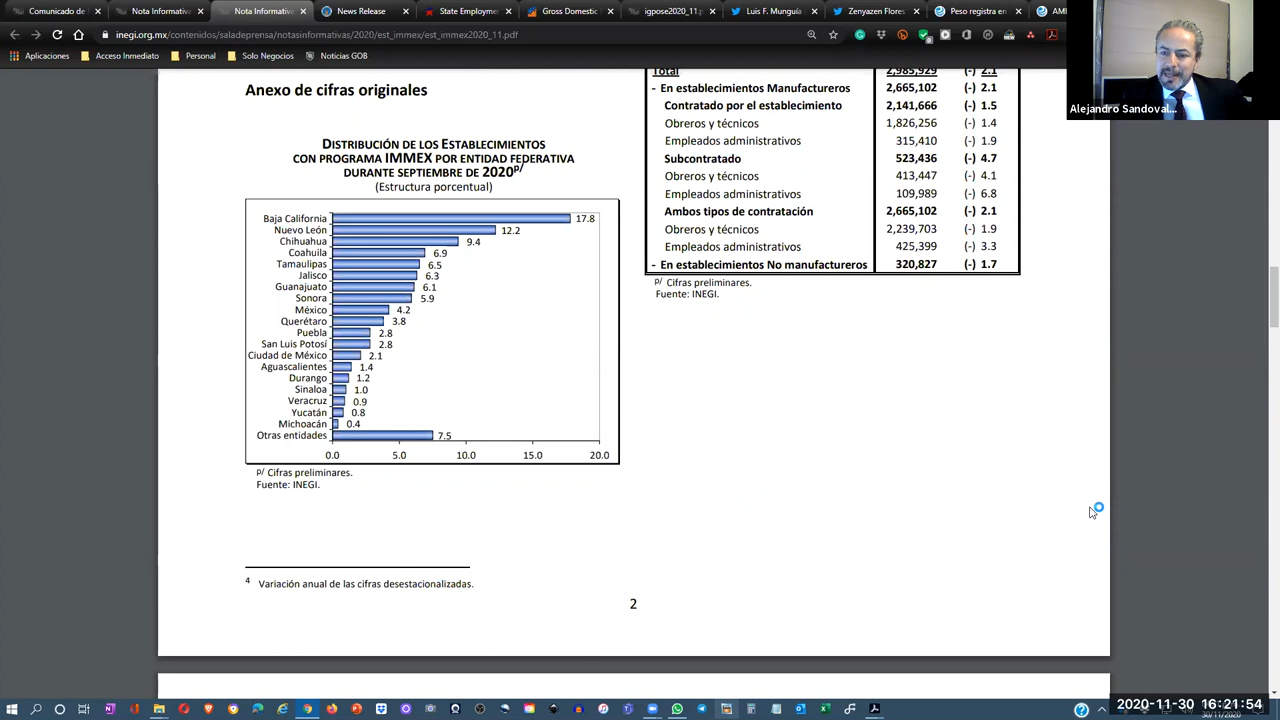 Comunicado de
Nota Informativa
Nota Informativa
News Release
State Employme
Gross Domestic
igpose2020_11.p
Luis F. Munguía
Zenyazen Flores
Peso registra en
AMI
inegi.org.mx/contenidos/saladeprensa/notasinformativas/2020/est_immex/est_immex2020_11.pdf
Aplicaciones
Acceso Inmediato
Personal
Solo Negocios
Noticias GOB
Alejandro Sandoval...
Anexo de cifras originales
DISTRIBUCIÓN DE LOS ESTABLECIMIENTOS
CON PROGRAMA IMMEX POR ENTIDAD FEDERATIVA
DURANTE SEPTIEMBRE DE 2020p/
(Estructura porcentual)
Baja California 17.8
Nuevo León 12.2
Chihuahua 9.4
Coahuila 6.9
Tamaulipas 6.5
Jalisco 6.3
Guanajuato 6.1
Sonora 5.9
México 4.2
Querétaro 3.8
Puebla 2.8
San Luis Potosí 2.8
Ciudad de México 2.1
Aguascalientes 1.4
Durango 1.2
Sinaloa 1.0
Veracruz 0.9
Yucatán 0.8
Michoacán 0.4
Otras entidades 7.5
0.0 5.0 10.0 15.0 20.0
p/ Cifras preliminares.
Fuente: INEGI.
Total 2,985,929 (-) 2.1
- En establecimientos Manufactureros 2,665,102 (-) 2.1
Contratado por el establecimiento 2,141,666 (-) 1.5
Obreros y técnicos 1,826,256 (-) 1.4
Empleados administrativos 315,410 (-) 1.9
Subcontratado 523,436 (-) 4.7
Obreros y técnicos 413,447 (-) 4.1
Empleados administrativos 109,989 (-) 6.8
Ambos tipos de contratación 2,665,102 (-) 2.1
Obreros y técnicos 2,239,703 (-) 1.9
Empleados administrativos 425,399 (-) 3.3
- En establecimientos No manufactureros 320,827 (-) 1.7
p/ Cifras preliminares.
Fuente: INEGI.
4 Variación anual de las cifras desestacionalizadas.
2
2020-11-30 16:21:54
30/11/2020